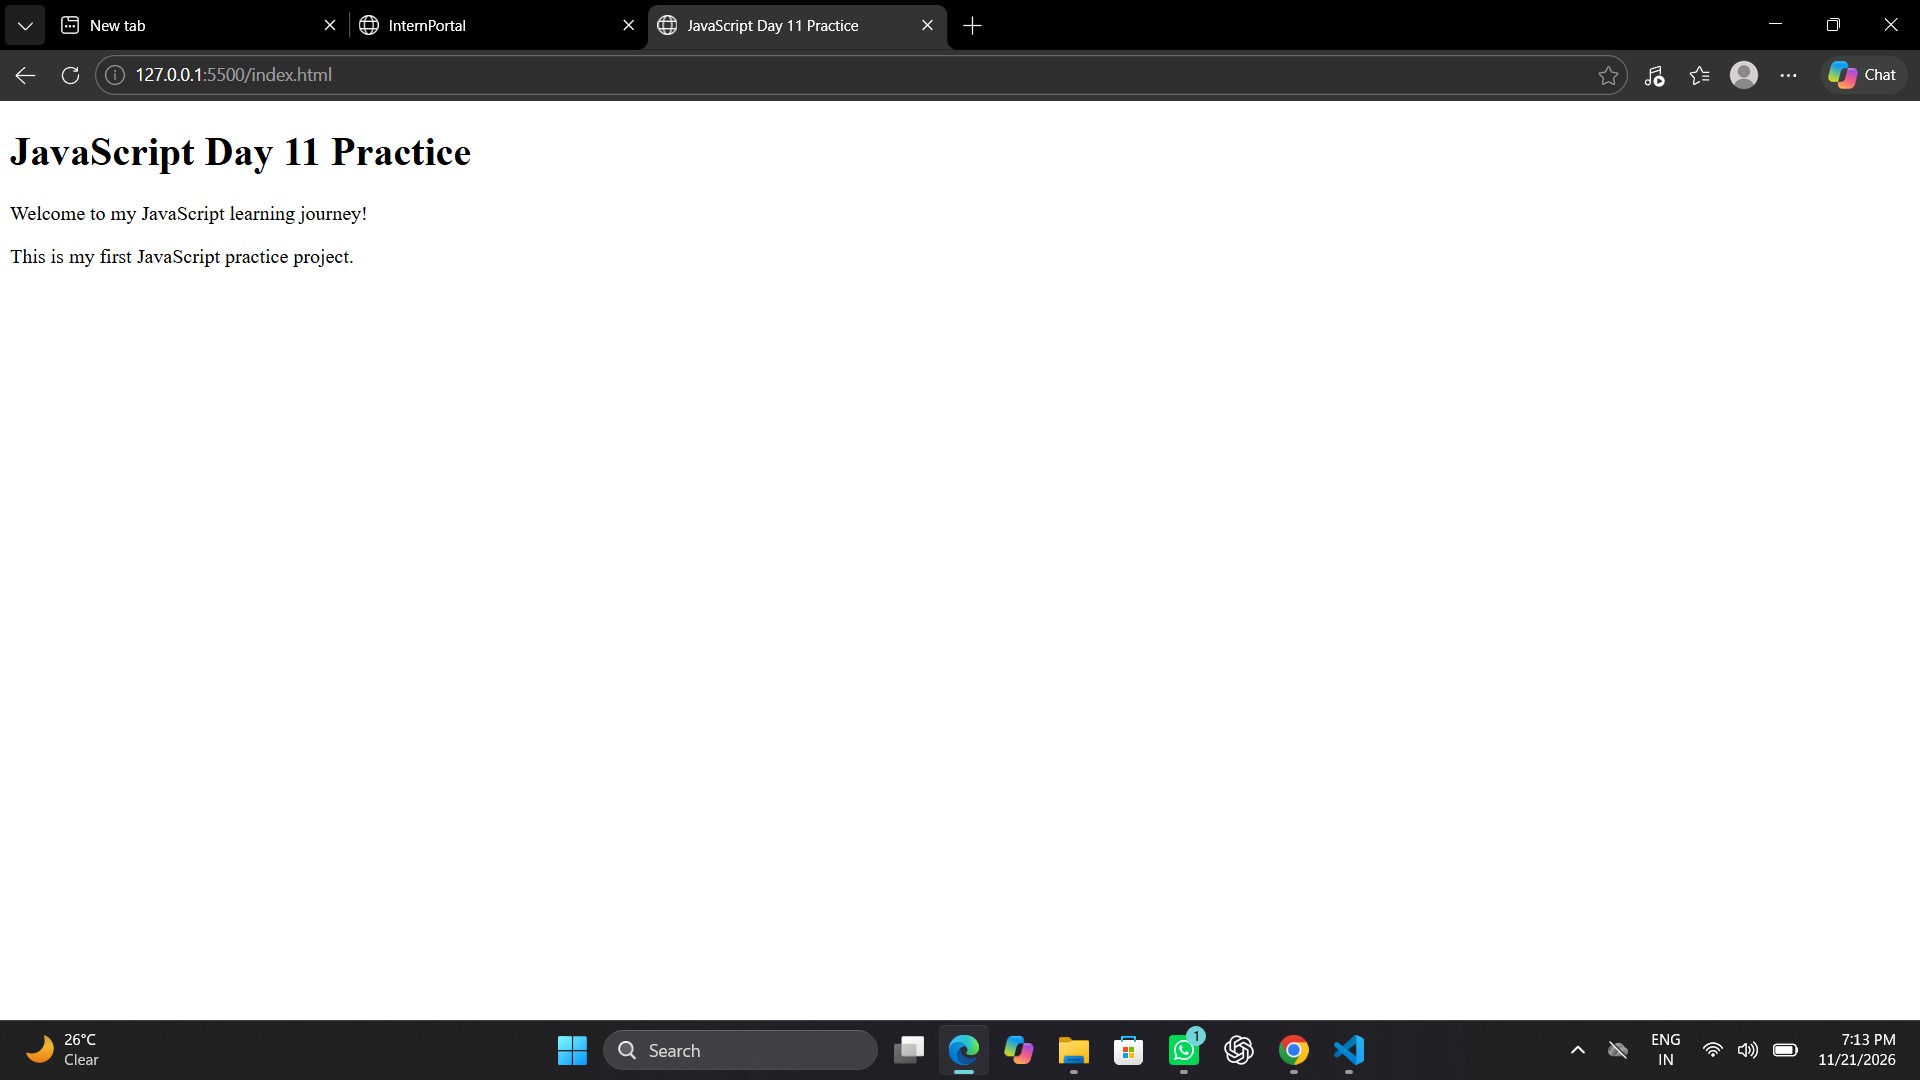 New tab
InternPortal
JavaScript Day 11 Practice
127.0.0.1:5500/index.html
Chat
JavaScript Day 11 Practice
Welcome to my JavaScript learning journey!
This is my first JavaScript practice project.
26°C
Clear
Search
1
ENG
IN
7:13 PM
11/21/2026